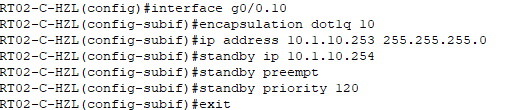 RT02-C-HZL(config)#interface g0/0.10
RT02-C-HZL(config-subif)#encapsulation dot1q 10
RT02-C-HZL(config-subif)#ip address 10.1.10.253 255.255.255.0
RT02-C-HZL(config-subif)#standby ip 10.1.10.254
RT02-C-HZL(config-subif)#standby preempt
RT02-C-HZL(config-subif)#standby priority 120
RT02-C-HZL(config-subif)#exit